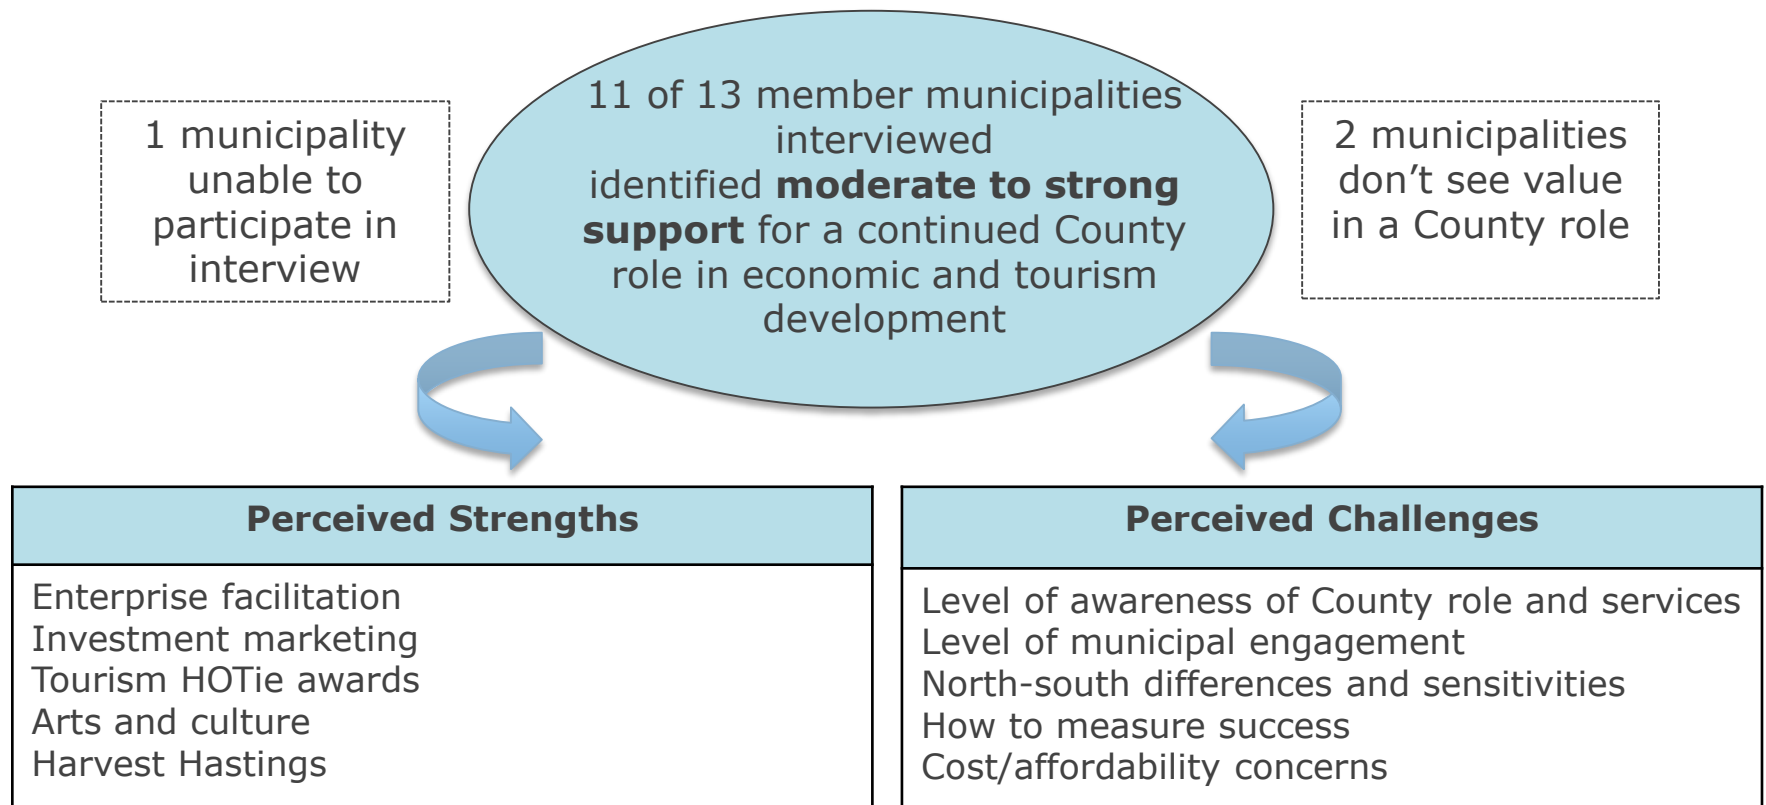 1 municipality
unable to
participate in
interview
11 of 13 member municipalities
interviewed
identified moderate to strong
support for a continued County
role in economic and tourism
development
2 municipalities
don’t see value
in a County role
Perceived Strengths
Enterprise facilitation
Investment marketing
Tourism HOTie awards
Arts and culture
Harvest Hastings
Perceived Challenges
Level of awareness of County role and services
Level of municipal engagement
North-south differences and sensitivities
How to measure success
Cost/affordability concerns